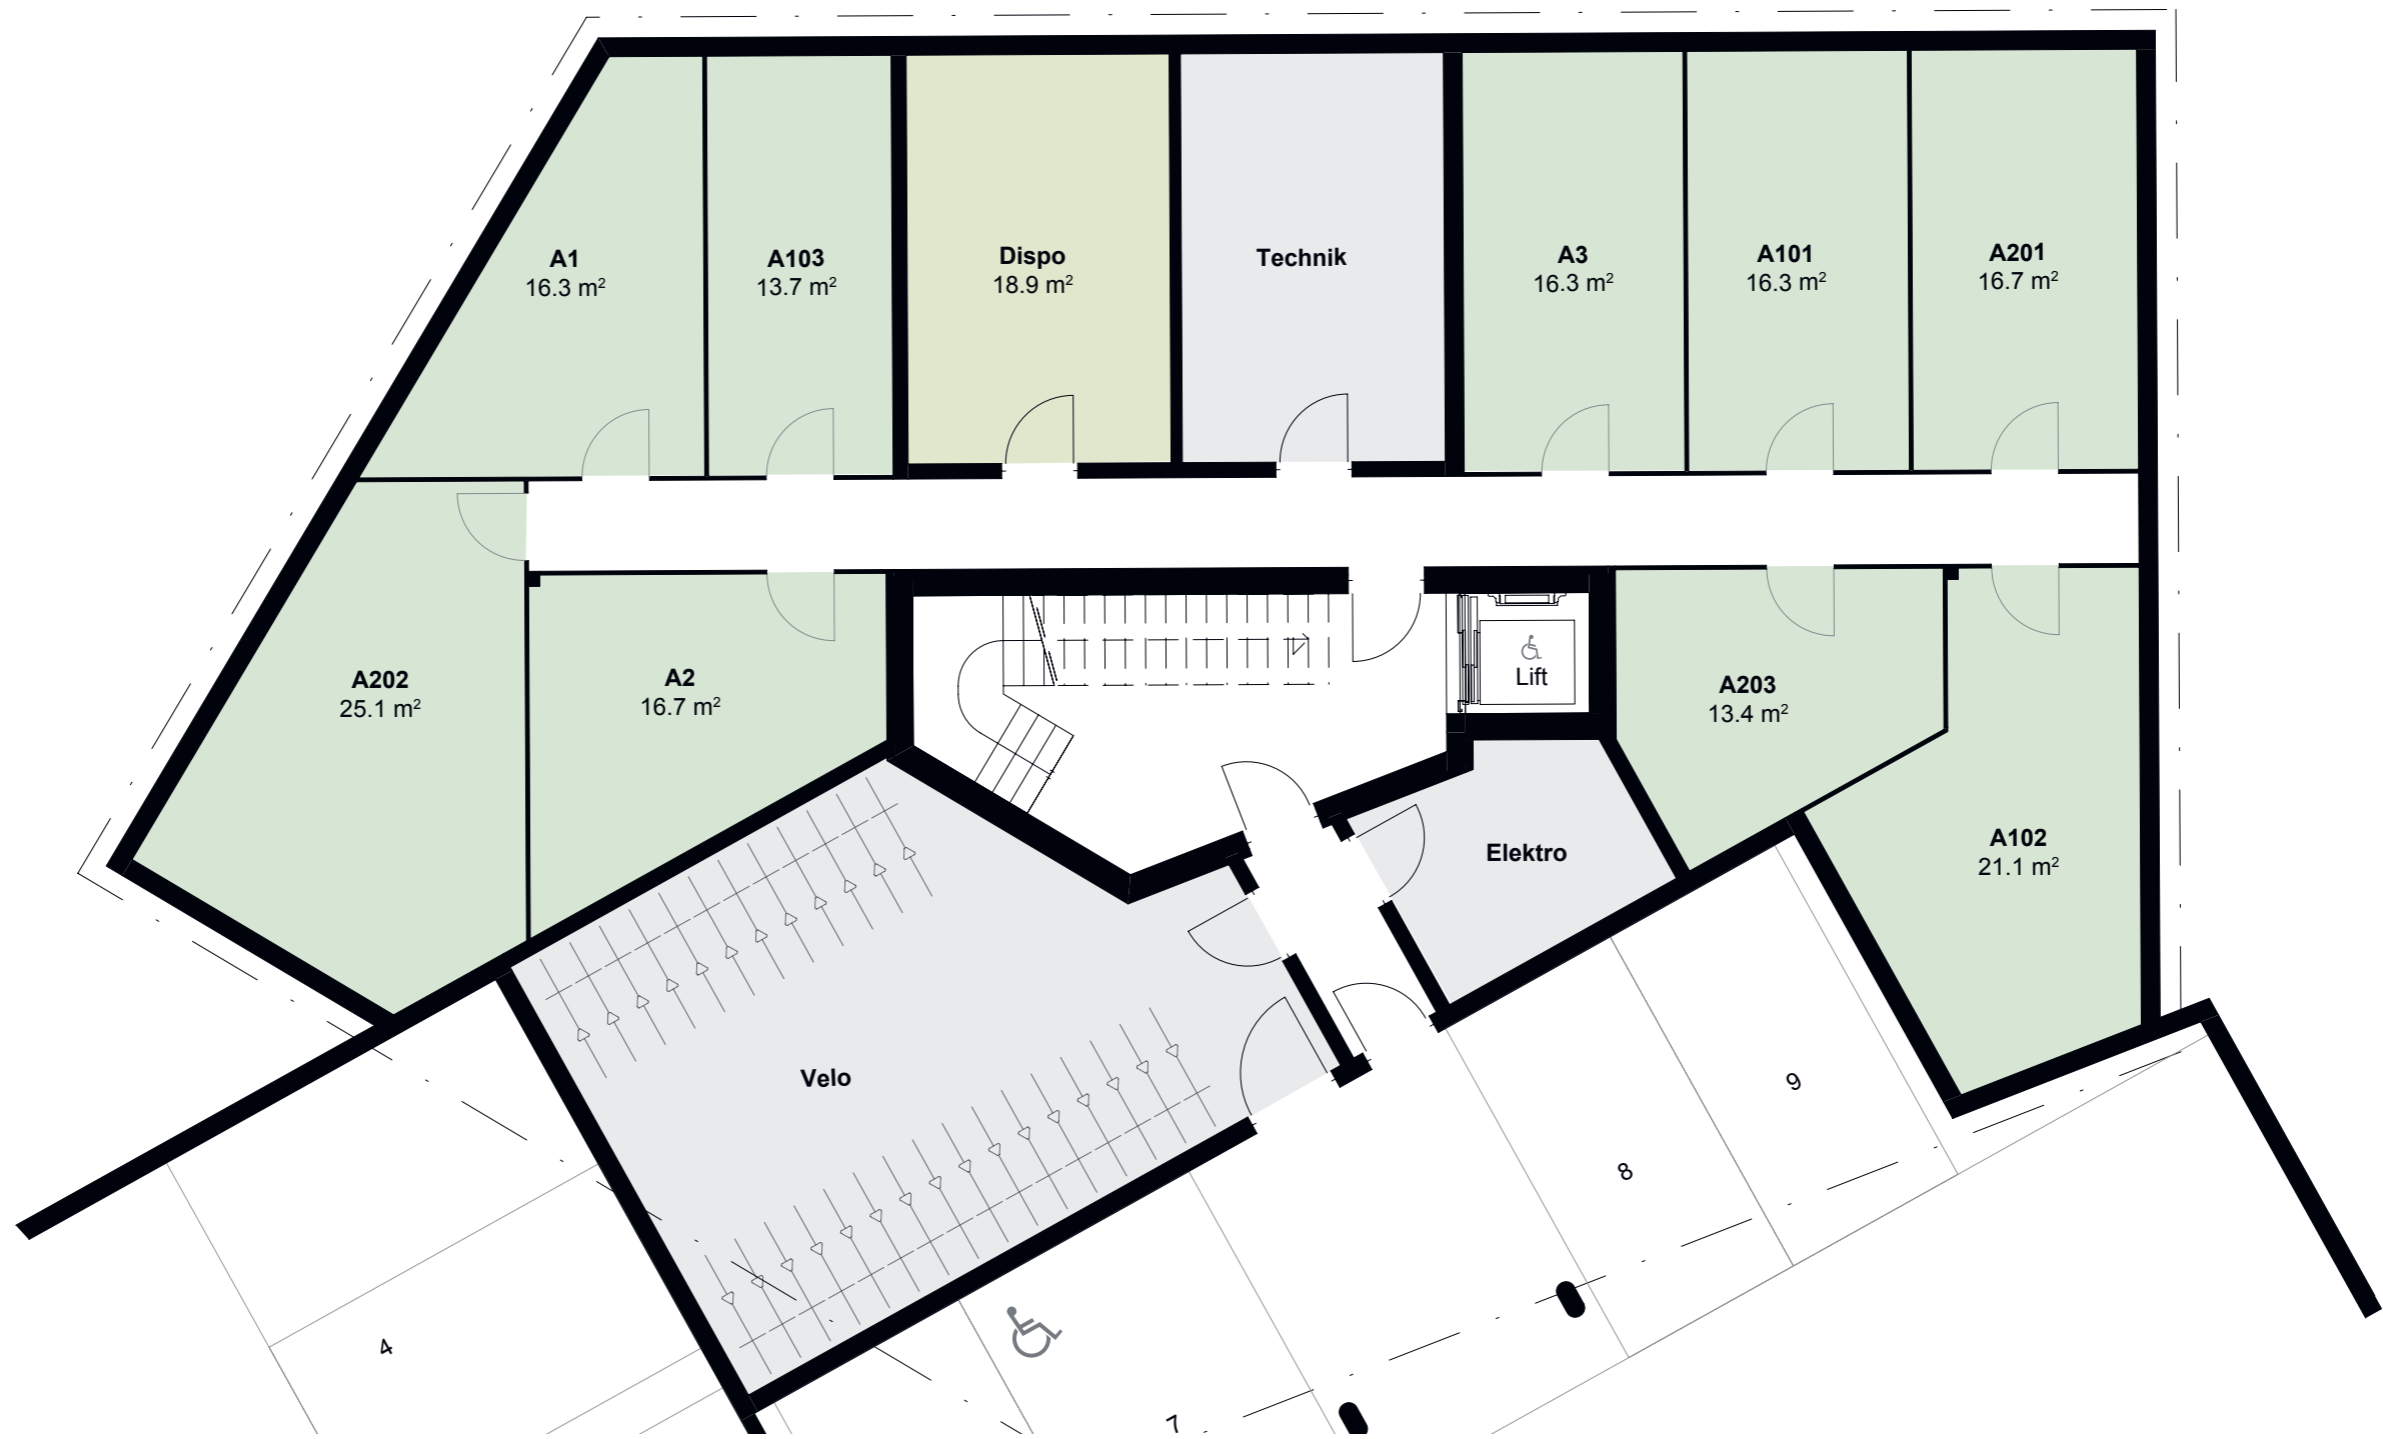 A1
16.3 m²
A103
13.7 m²
Dispo
18.9 m²
Technik
A3
16.3 m²
A101
16.3 m²
A201
16.7 m²
A202
25.1 m²
A2
16.7 m²
Lift
A203
13.4 m²
Elektro
A102
21.1 m²
Velo
9
8
4
7